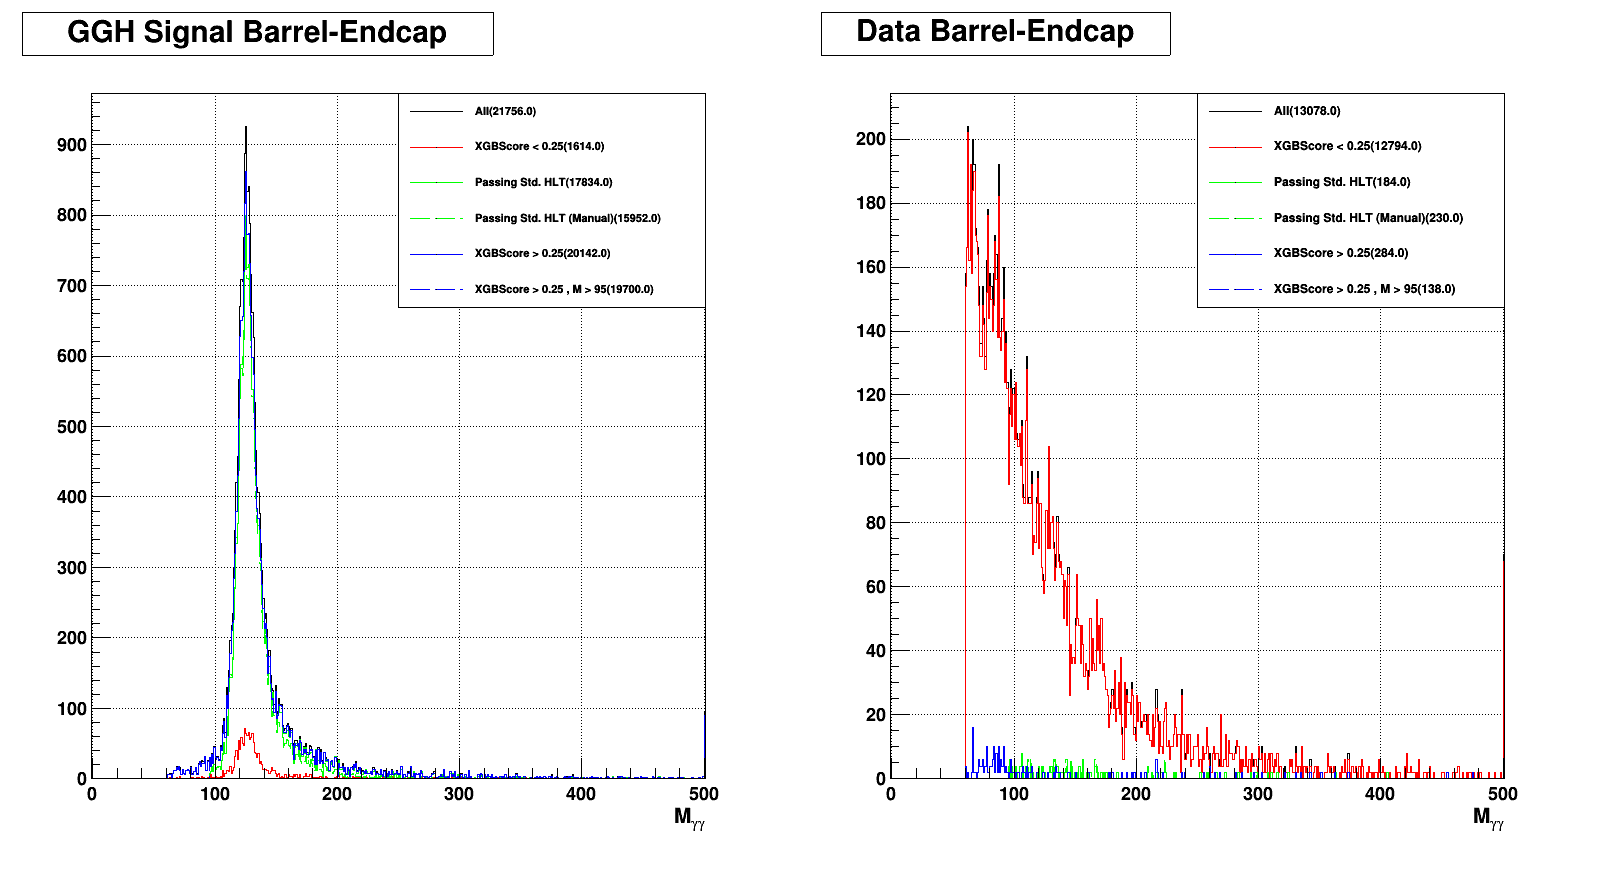 GGH Signal Barrel-Endcap
All(21756.0)
XGBScore < 0.25(1614.0)
Passing Std. HLT(17834.0)
Passing Std. HLT (Manual)(15952.0)
XGBScore > 0.25(20142.0)
XGBScore > 0.25 , M > 95(19700.0)
900
800
700
600
500
400
300
200
100
0
0 100 200 300 400 500
Mγγ
Data Barrel-Endcap
All(13078.0)
XGBScore < 0.25(12794.0)
Passing Std. HLT(184.0)
Passing Std. HLT (Manual)(230.0)
XGBScore > 0.25(284.0)
XGBScore > 0.25 , M > 95(138.0)
200
180
160
140
120
100
80
60
40
20
0
0 100 200 300 400 500
Mγγ